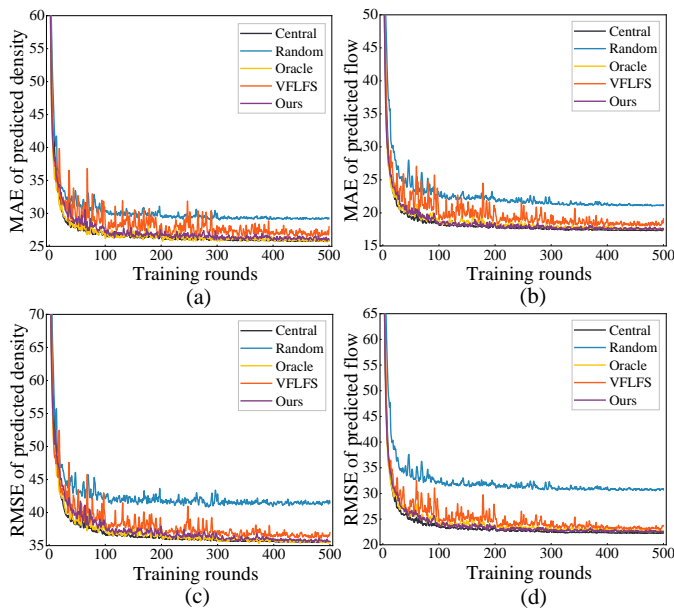 60
55
50
45
40
35
30
25
0 100 200 300 400 500
MAE of predicted density
Training rounds
Central
Random
Oracle
VFLFS
Ours
(a)
50
45
40
35
30
25
20
15
0 100 200 300 400 500
MAE of predicted flow
Training rounds
Central
Random
Oracle
VFLFS
Ours
(b)
70
65
60
55
50
45
40
35
0 100 200 300 400 500
RMSE of predicted density
Training rounds
Central
Random
Oracle
VFLFS
Ours
(c)
65
60
55
50
45
40
35
30
25
20
0 100 200 300 400 500
RMSE of predicted flow
Training rounds
Central
Random
Oracle
VFLFS
Ours
(d)